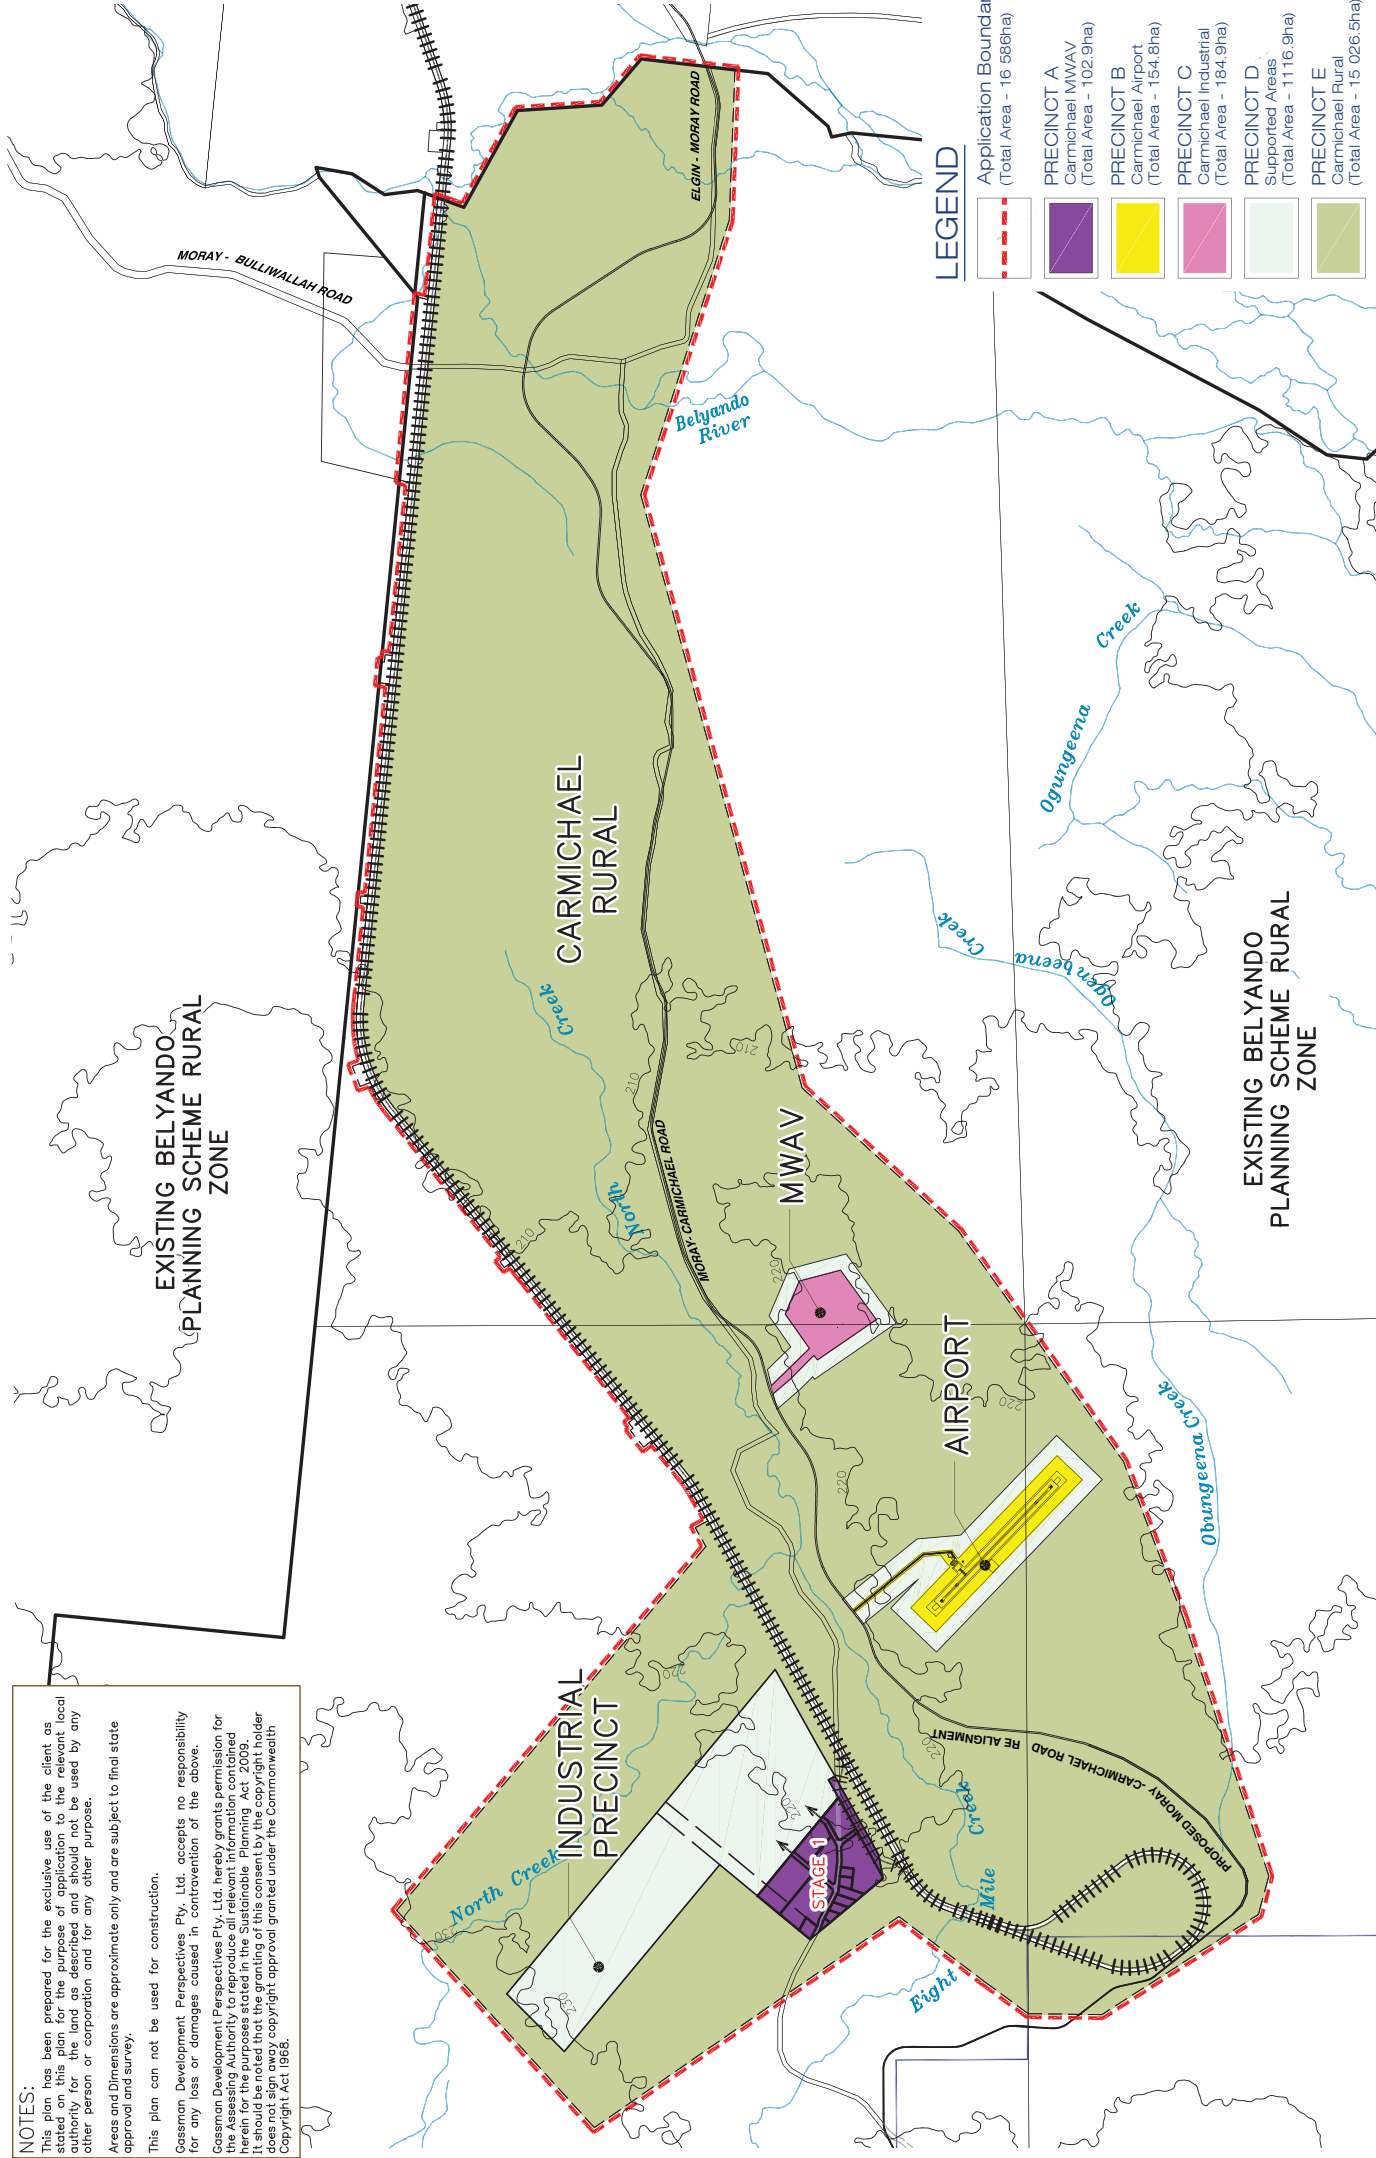 NOTES:
This plan has been prepared for the exclusive use of the client as
stated on this plan for the purpose of application to the relevant local
authority for the land as described and should not be used by any
other person or corporation and for any other purpose.
Areas and Dimensions are approximate only and are subject to final state
approval and survey.
This plan can not be used for construction.
Gassman Development Perspectives Pty. Ltd. accepts no responsibility
for any loss or damages caused in contravention of the above.
Gassman Development Perspectives Pty. Ltd. hereby grants permission for
the Assessing Authority to reproduce all relevant information contained
herein for the purposes stated in the Sustainable Planning Act 2009.
It should be noted that the granting of this consent by the copyright holder
does not sign away copyright approval granted under the Commonwealth
Copyright Act 1968.
EXISTING BELYANDO
PLANNING SCHEME RURAL
ZONE
MORAY - BULLIWALLAH ROAD
ELGIN - MORAY ROAD
Belyando
River
CARMICHAEL
RURAL
North Creek
210
210
210
MORAY- CARMICHAEL ROAD
MWAV
220
AIRPORT
220
220
INDUSTRIAL
PRECINCT
220
North Creek
230
230
220
STAGE 1
220
PROPOSED MORAY -CARMICHAEL ROAD RE ALIGNMENT
Eight Mile Creek
Obungeena Creek
Ogenbeena Creek
Ogungeena Creek
EXISTING BELYANDO
PLANNING SCHEME RURAL
ZONE
LEGEND
Application Boundar
(Total Area - 16 586ha)
PRECINCT A
Carmichael MWAV
(Total Area - 102.9ha)
PRECINCT B
Carmichael Airport
(Total Area - 154.8ha)
PRECINCT C
Carmichael Industrial
(Total Area - 184.9ha)
PRECINCT D
Supported Areas
(Total Area - 1116.9ha)
PRECINCT E
Carmichael Rural
(Total Area - 15 026.5ha)